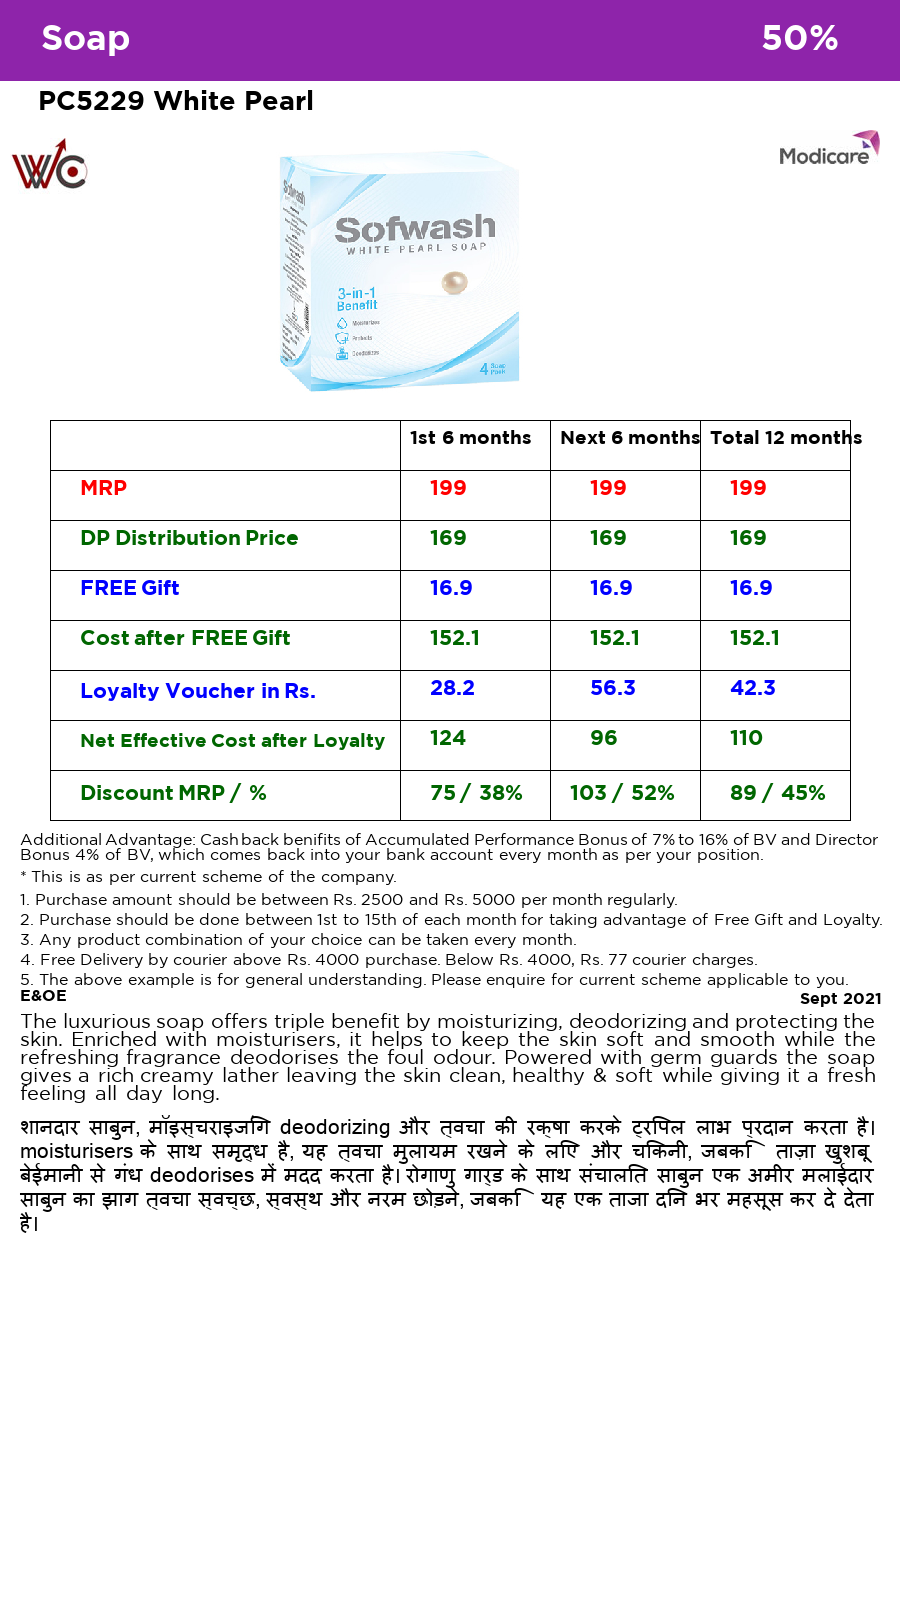 Soap 50%
PC5229 White Pearl
WC
Modicare
Sofwash
Sofwash
WHITE PEARL SOAP
3-in-1
Benefit
Moisturizes
Protects
Deodorizes
4 Soap Pack
1st 6 months Next 6 months Total 12 months
MRP 199 199 199
DP Distribution Price 169 169 169
FREE Gift 16.9 16.9 16.9
Cost after FREE Gift 152.1 152.1 152.1
Loyalty Voucher in Rs. 28.2 56.3 42.3
Net Effective Cost after Loyalty 124 96 110
Discount MRP / % 75 / 38% 103 / 52% 89 / 45%
Additional Advantage: Cashback benifits of Accumulated Performance Bonus of 7% to 16% of BV and Director
Bonus 4% of BV, which comes back into your bank account every month as per your position.
* This is as per current scheme of the company.
1. Purchase amount should be between Rs. 2500 and Rs. 5000 per month regularly.
2. Purchase should be done between 1st to 15th of each month for taking advantage of Free Gift and Loyalty.
3. Any product combination of your choice can be taken every month.
4. Free Delivery by courier above Rs. 4000 purchase. Below Rs. 4000, Rs. 77 courier charges.
5. The above example is for general understanding. Please enquire for current scheme applicable to you.
E&OE Sept 2021
The luxurious soap offers triple benefit by moisturizing, deodorizing and protecting the
skin. Enriched with moisturisers, it helps to keep the skin soft and smooth while the
refreshing fragrance deodorises the foul odour. Powered with germ guards the soap
gives a rich creamy lather leaving the skin clean, healthy & soft while giving it a fresh
feeling all day long.
शानदार साबुन, मॉइस्चराइजिंग deodorizing और त्वचा की रक्षा करके ट्रिपल लाभ प्रदान करता है।
moisturisers के साथ समृद्ध है, यह त्वचा मुलायम रखने के लिए और चिकनी, जबकि ताज़ा खुशबू
बेईमानी से गंध deodorises में मदद करता है। रोगाणु गार्ड के साथ संचालित साबुन एक अमीर मलाईदार
साबुन का झाग त्वचा स्वच्छ, स्वस्थ और नरम छोड़ने, जबकि यह एक ताजा दिन भर महसूस कर दे देता
है।